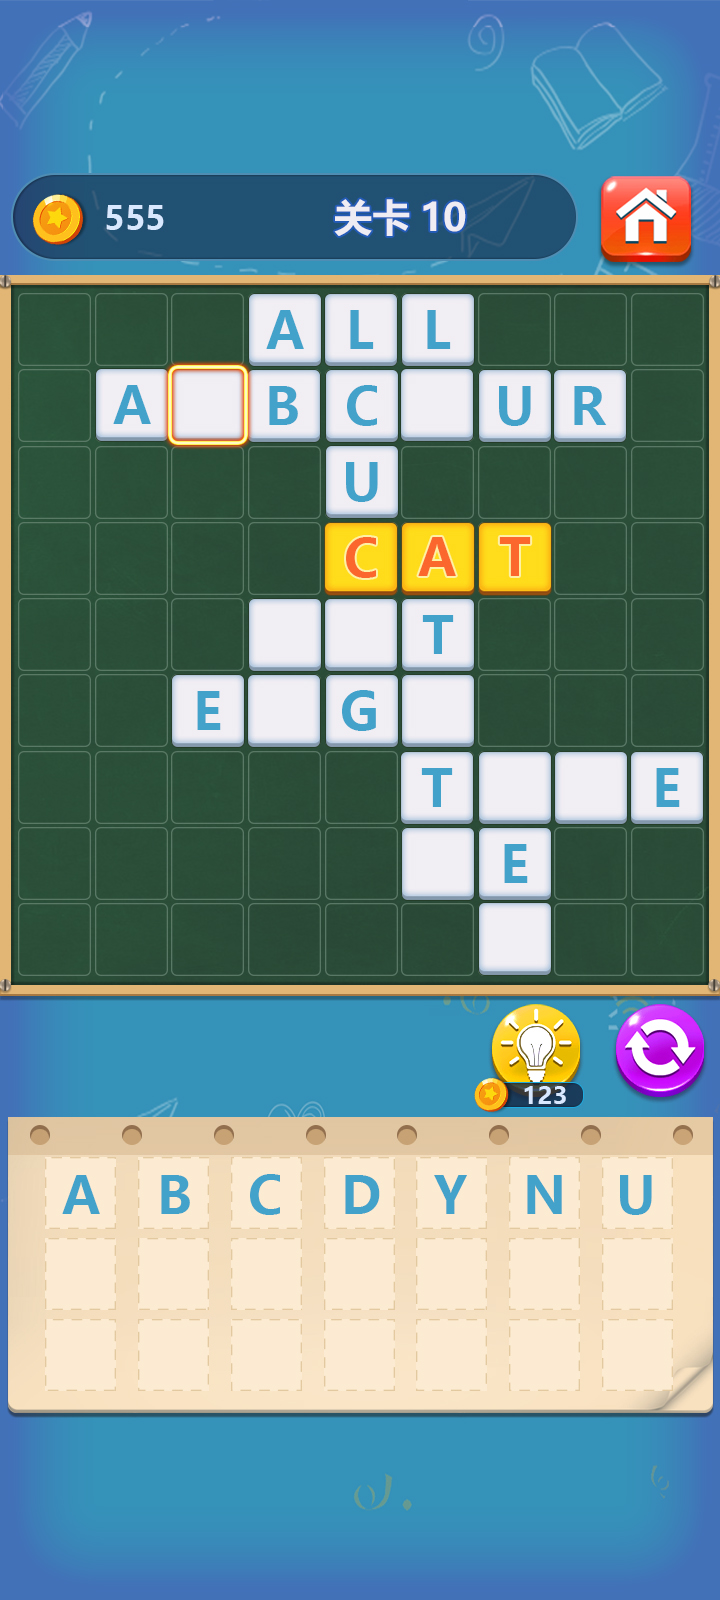 555 关卡 10
A L L
A B C U R
U
C A T
T
E G
T E
E
123
A B C D Y N U